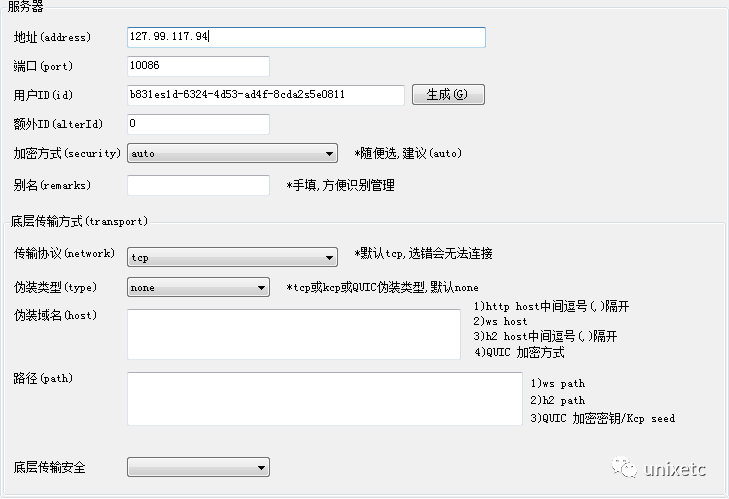 服务器
地址(address) 127.99.117.94
端口(port) 10086
用户ID(id) b831es1d-6324-4d53-ad4f-8cda2s5e0811 生成(G)
额外ID(alterId) 0
加密方式(security) auto *随便选,建议(auto)
别名(remarks) *手填,方便识别管理
底层传输方式(transport)
传输协议(network) tcp *默认tcp,选错会无法连接
伪装类型(type) none *tcp或kcp或QUIC伪装类型,默认none
伪装域名(host)
1)http host中间逗号(,)隔开
2)ws host
3)h2 host中间逗号(,)隔开
4)QUIC 加密方式
路径(path)
1)ws path
2)h2 path
3)QUIC 加密密钥/Kcp seed
底层传输安全
unixetc